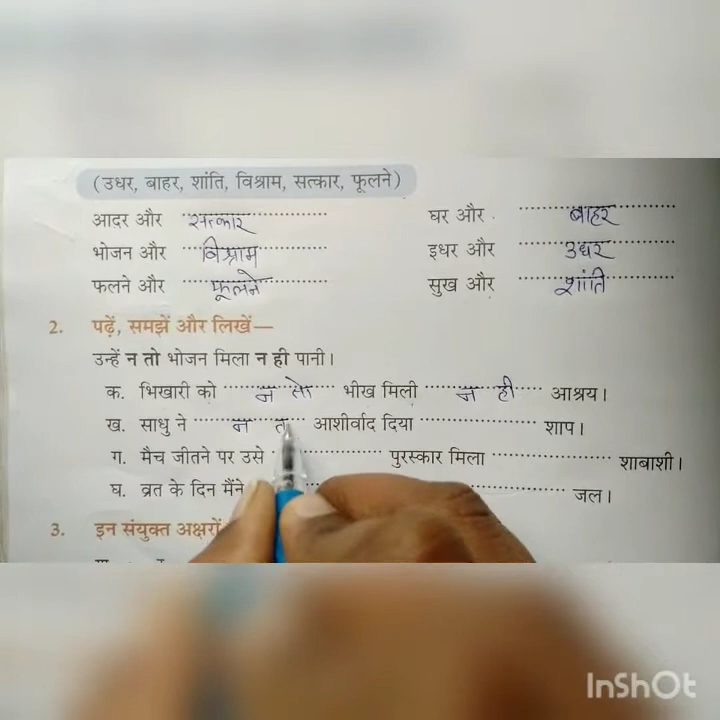 (उधर, बाहर, शांति, विश्राम, सत्कार, फूलने)
आदर और सत्कार घर और बाहर
भोजन और विश्राम इधर और उधर
फलने और फूलने सुख और शांति
2. पढ़ें, समझें और लिखें—
उन्हें न तो भोजन मिला न ही पानी।
क. भिखारी को न तो भीख मिली न ही आश्रय।
ख. साधु ने न त आशीर्वाद दिया शाप।
ग. मैच जीतने पर उसे पुरस्कार मिला शाबाशी।
घ. व्रत के दिन मैंने जल।
3. इन संयुक्त अक्षरों
InShOt